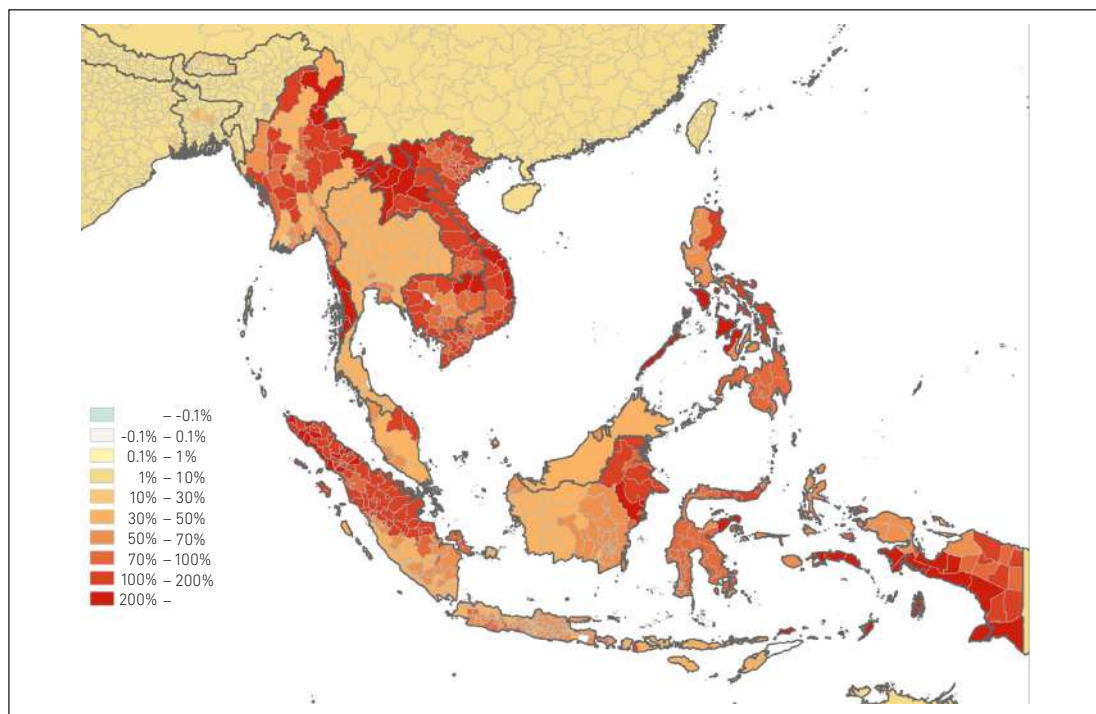 – -0.1%
-0.1% – 0.1%
0.1% – 1%
1% – 10%
10% – 30%
30% – 50%
50% – 70%
70% – 100%
100% – 200%
200% –